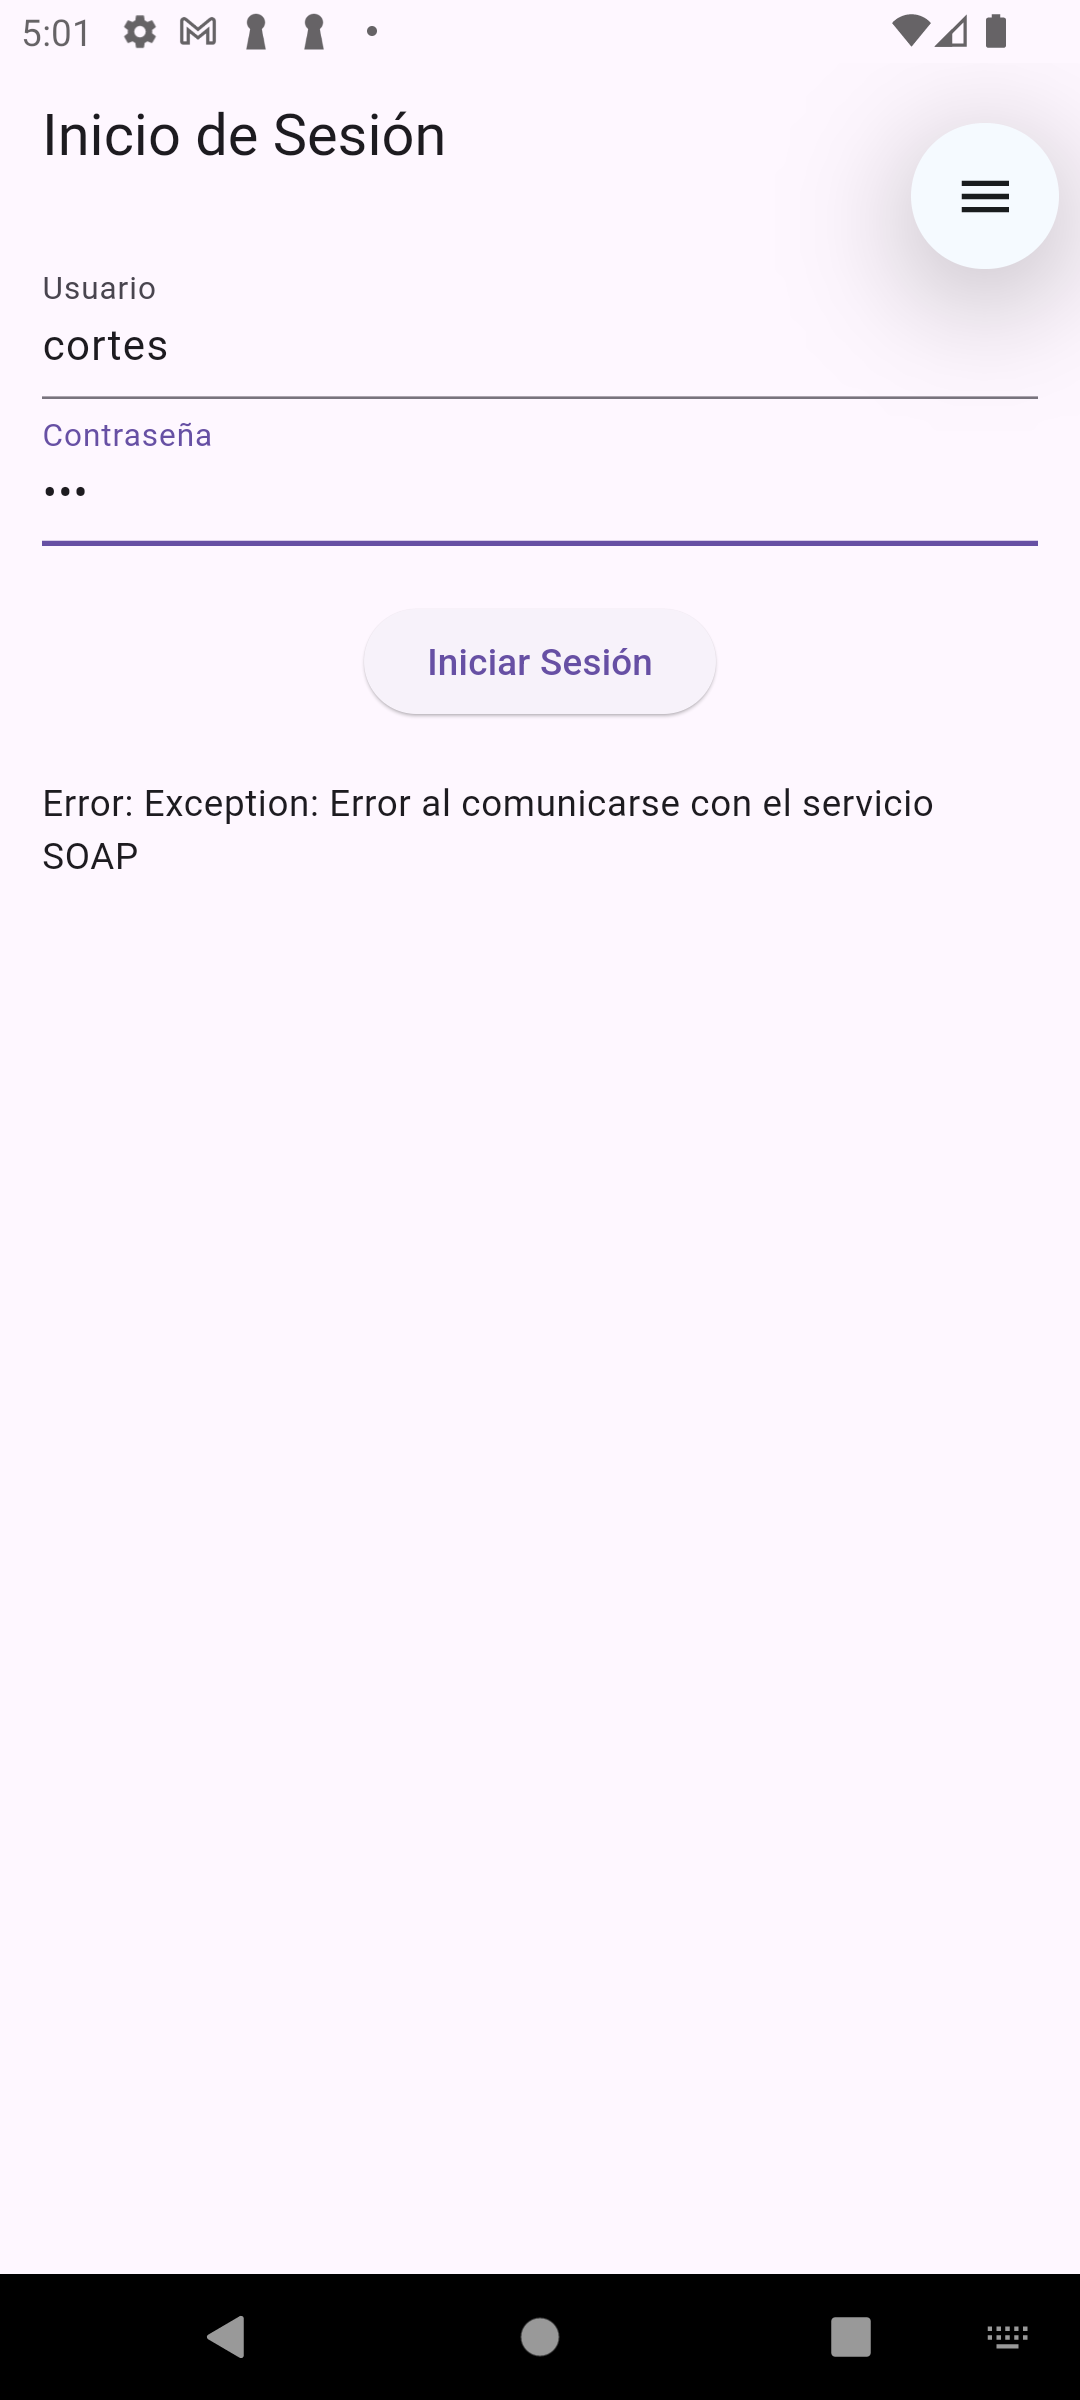 5:01
Inicio de Sesión
Usuario
cortes
Contraseña
•••
Iniciar Sesión
Error: Exception: Error al comunicarse con el servicio
SOAP